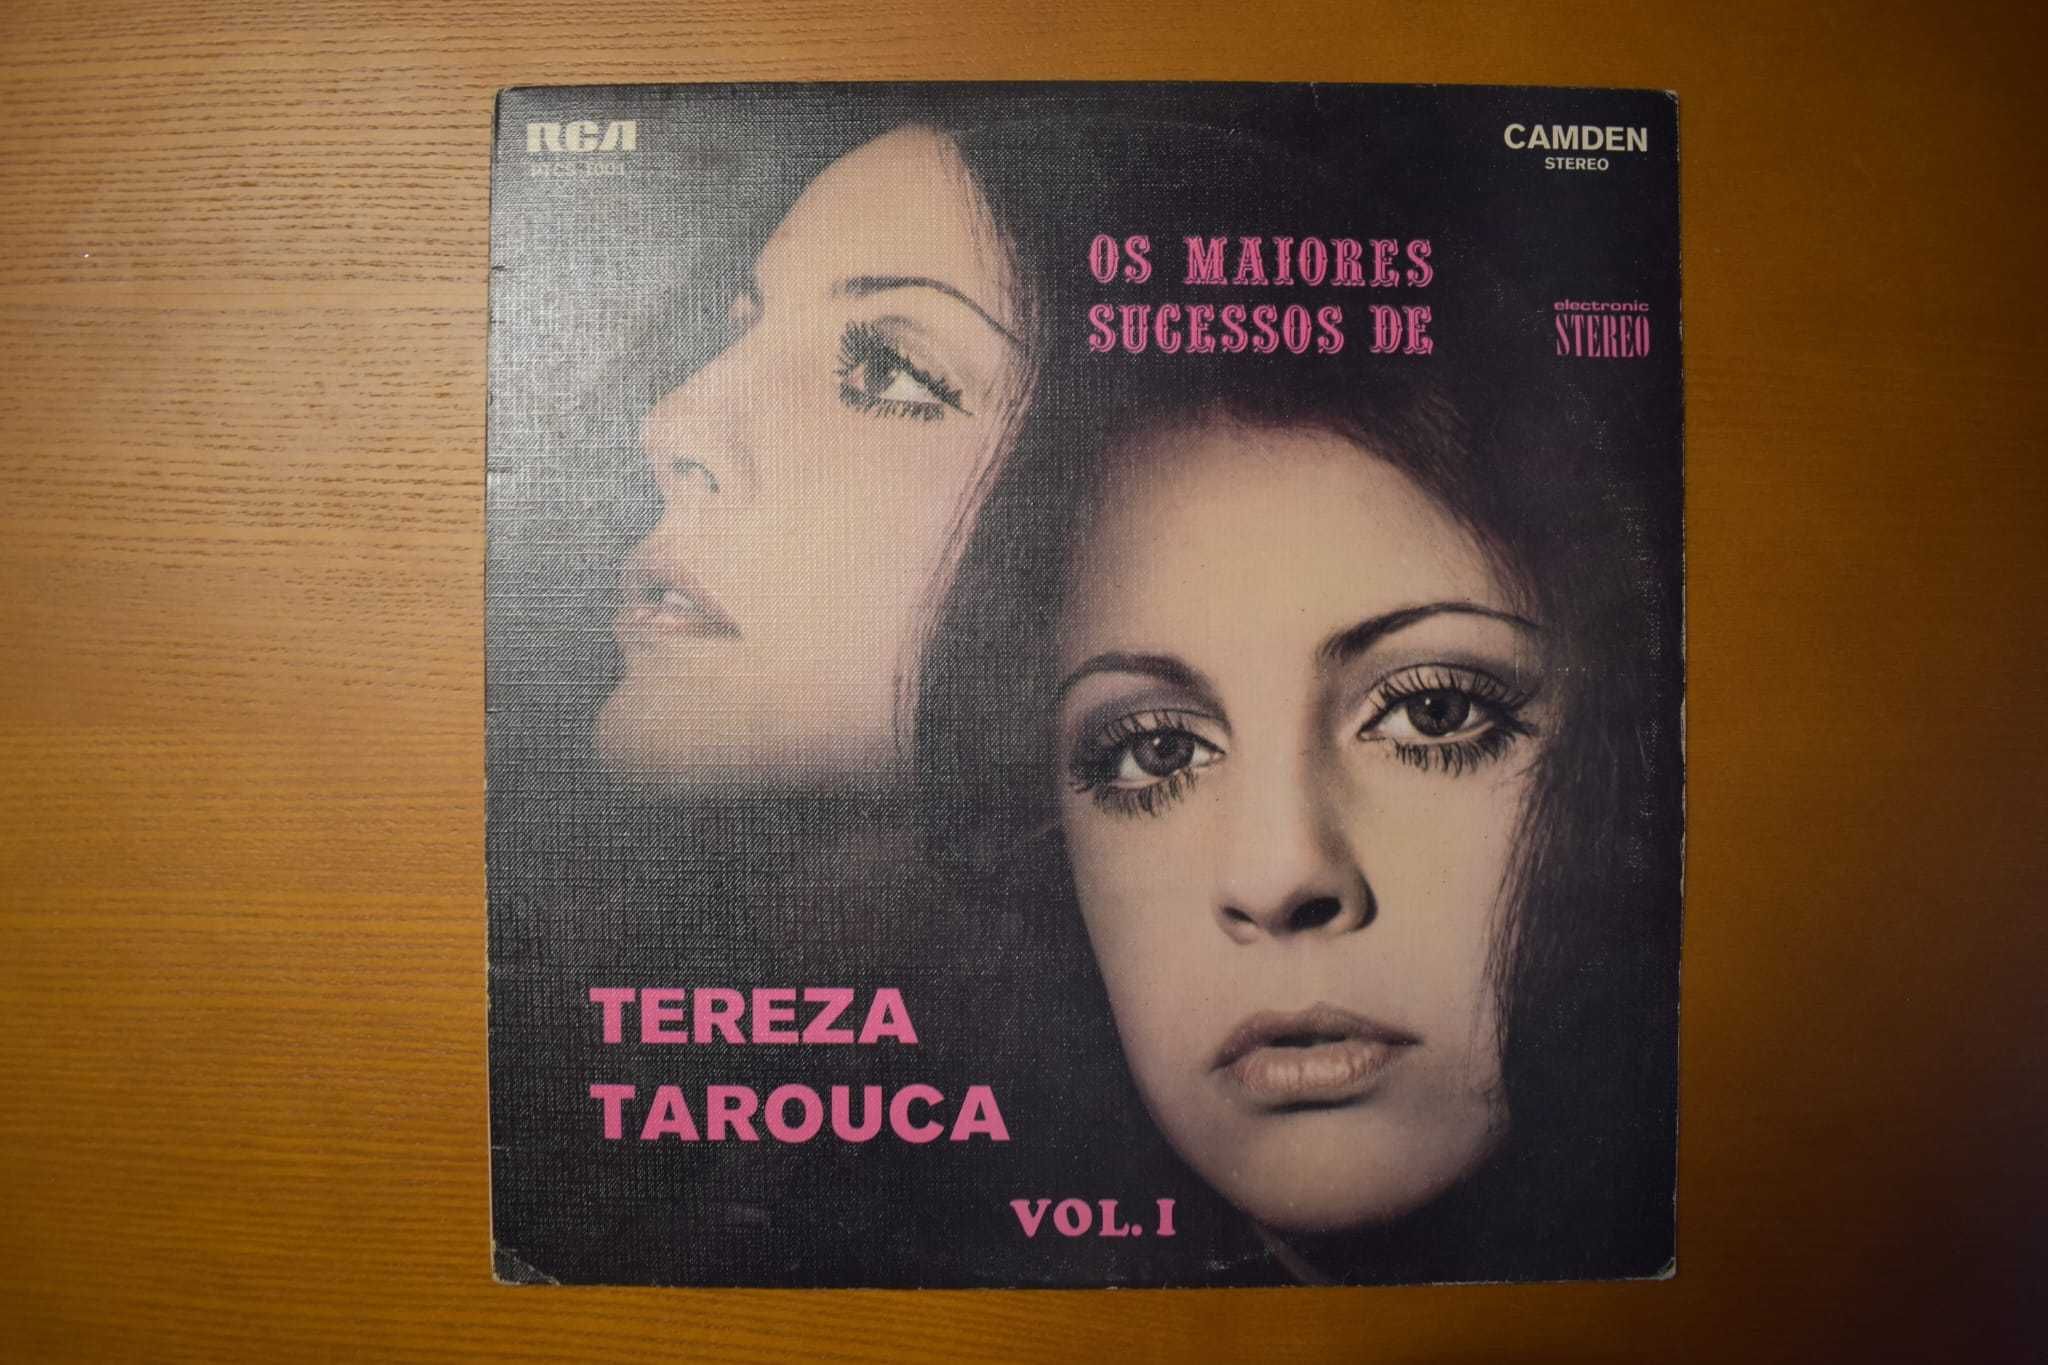 RCA
CAMDEN
STEREO
OS MAIORES
SUCESSOS DE
electronic
STEREO
TEREZA
TAROUCA
VOL. I